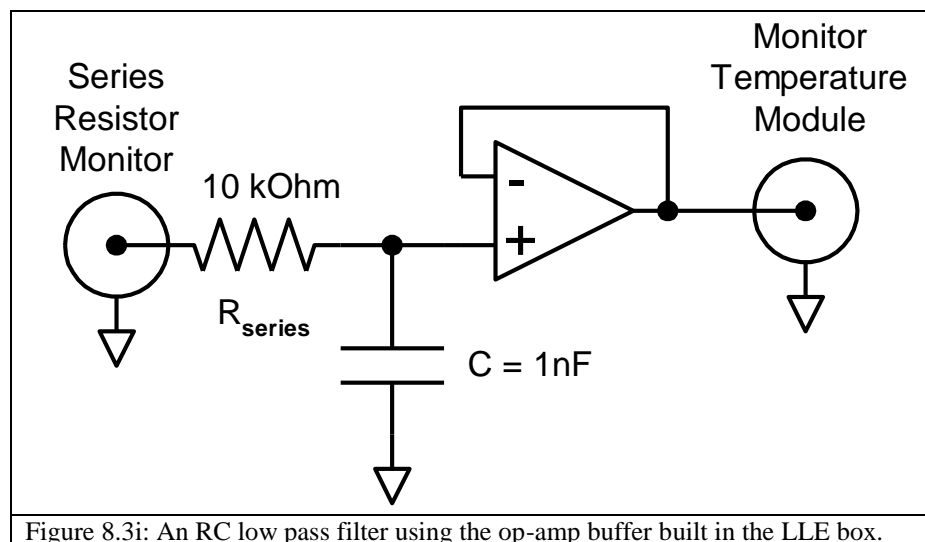 Series
Resistor
Monitor
10 kOhm
Rseries
C = 1nF
-
+
Monitor
Temperature
Module
Figure 8.3i: An RC low pass filter using the op-amp buffer built in the LLE box.